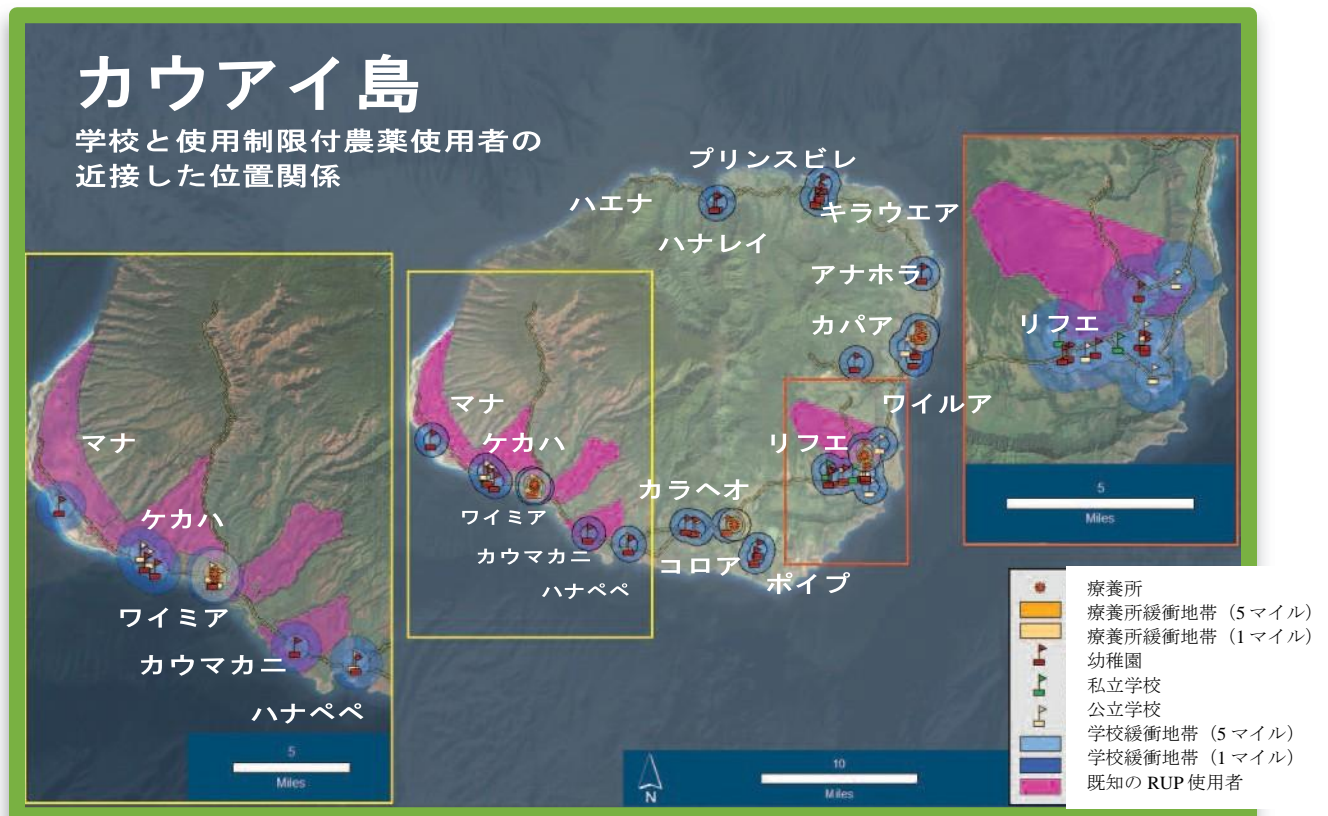 カウアイ島
学校と使用制限付農薬使用者の
近接した位置関係
プリンスビレ
ハエナ
キラウエア
ハナレイ
アナホラ
カパア
ワイルア
リフエ
マナ
ケカハ
カラヘオ
ワイミア
カウマカニ
コロア
ポイプ
ハナペペ
マナ
ケカハ
ワイミア
カウマカニ
ハナペペ
5
Miles
リフエ
5
Miles
N
10
Miles
療養所
療養所緩衝地帯（5 マイル）
療養所緩衝地帯（1 マイル）
幼稚園
私立学校
公立学校
学校緩衝地帯（5 マイル）
学校緩衝地帯（1 マイル）
既知の RUP 使用者